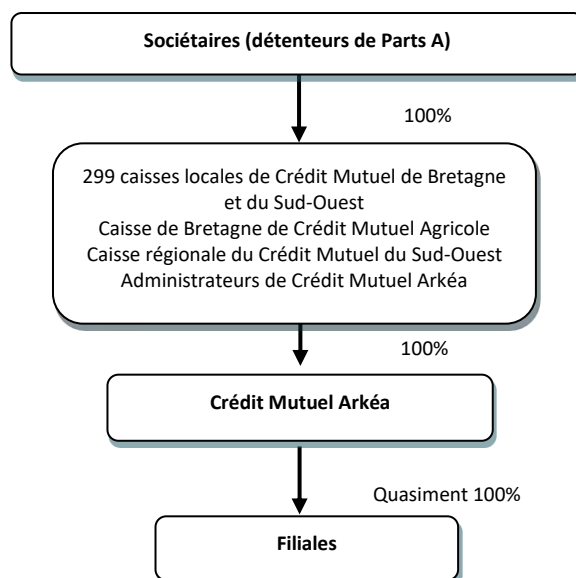 Sociétaires (détenteurs de Parts A)
100%
299 caisses locales de Crédit Mutuel de Bretagne
et du Sud-Ouest
Caisse de Bretagne de Crédit Mutuel Agricole
Caisse régionale du Crédit Mutuel du Sud-Ouest
Administrateurs de Crédit Mutuel Arkéa
100%
Crédit Mutuel Arkéa
Quasiment 100%
Filiales